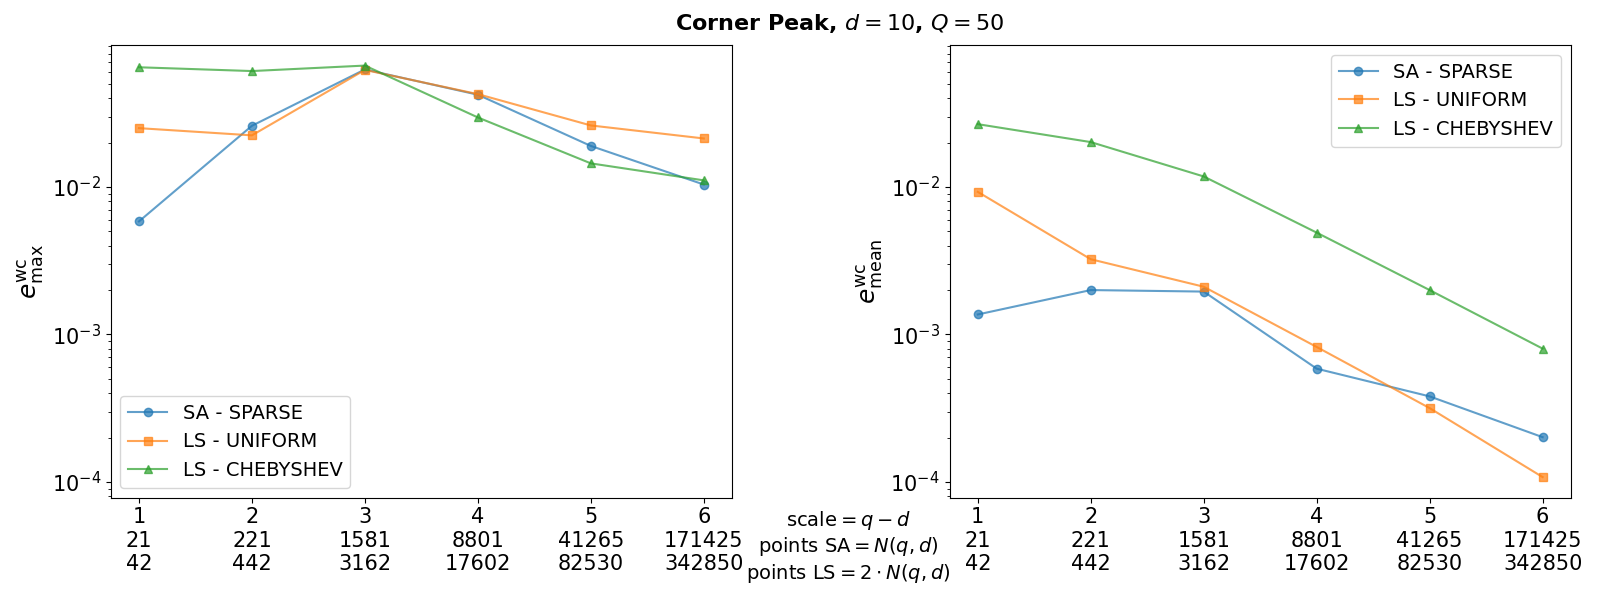 Corner Peak, d = 10, Q = 50
e^wc_max
10^−2
10^−3
10^−4
SA - SPARSE
LS - UNIFORM
LS - CHEBYSHEV
1 2 3 4 5 6
21 221 1581 8801 41265 171425
42 442 3162 17602 82530 342850
scale = q − d
points SA = N(q, d)
points LS = 2 · N(q, d)
e^wc_mean
10^−2
10^−3
10^−4
SA - SPARSE
LS - UNIFORM
LS - CHEBYSHEV
1 2 3 4 5 6
21 221 1581 8801 41265 171425
42 442 3162 17602 82530 342850